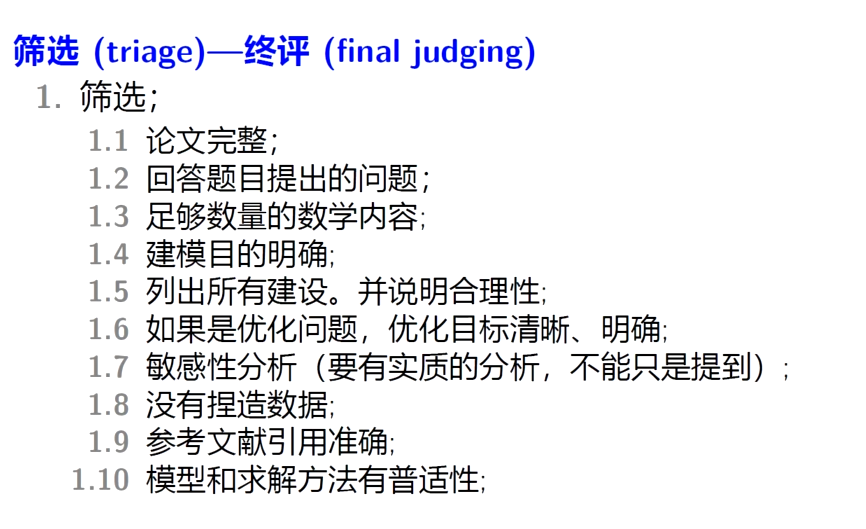 筛选 (triage)—终评 (final judging)
1. 筛选；
1.1 论文完整；
1.2 回答题目提出的问题；
1.3 足够数量的数学内容;
1.4 建模目的明确;
1.5 列出所有建设。并说明合理性;
1.6 如果是优化问题，优化目标清晰、明确;
1.7 敏感性分析（要有实质的分析，不能只是提到）;
1.8 没有捏造数据;
1.9 参考文献引用准确;
1.10 模型和求解方法有普适性;